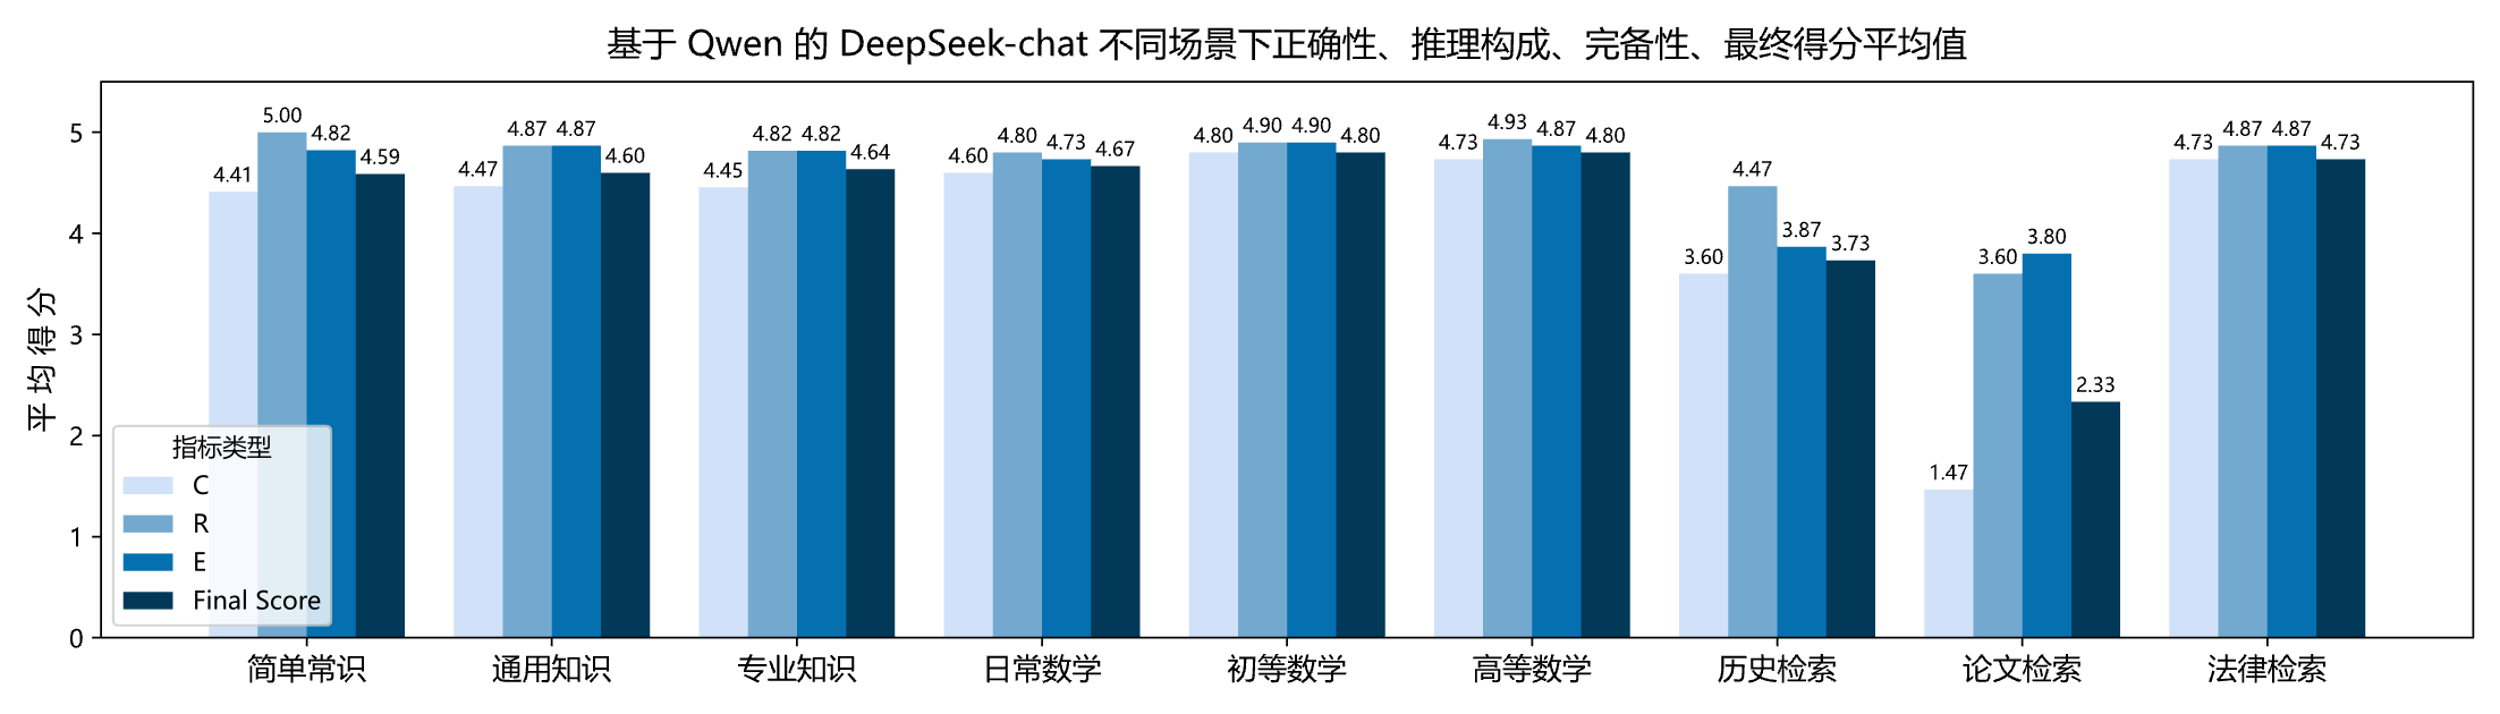 基于 Qwen 的 DeepSeek-chat 不同场景下正确性、推理构成、完备性、最终得分平均值
平均得分
5
4
3
2
1
0
4.41 5.00 4.82 4.59
4.47 4.87 4.87 4.60
4.45 4.82 4.82 4.64
4.60 4.80 4.73 4.67
4.80 4.90 4.90 4.80
4.73 4.93 4.87 4.80
3.60 4.47 3.87 3.73
1.47 3.60 3.80 2.33
4.73 4.87 4.87 4.73
指标类型
C
R
E
Final Score
简单常识 通用知识 专业知识 日常数学 初等数学 高等数学 历史检索 论文检索 法律检索